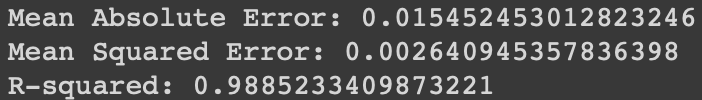 Mean Absolute Error: 0.015452453012823246
Mean Squared Error: 0.002640945357836398
R-squared: 0.9885233409873221